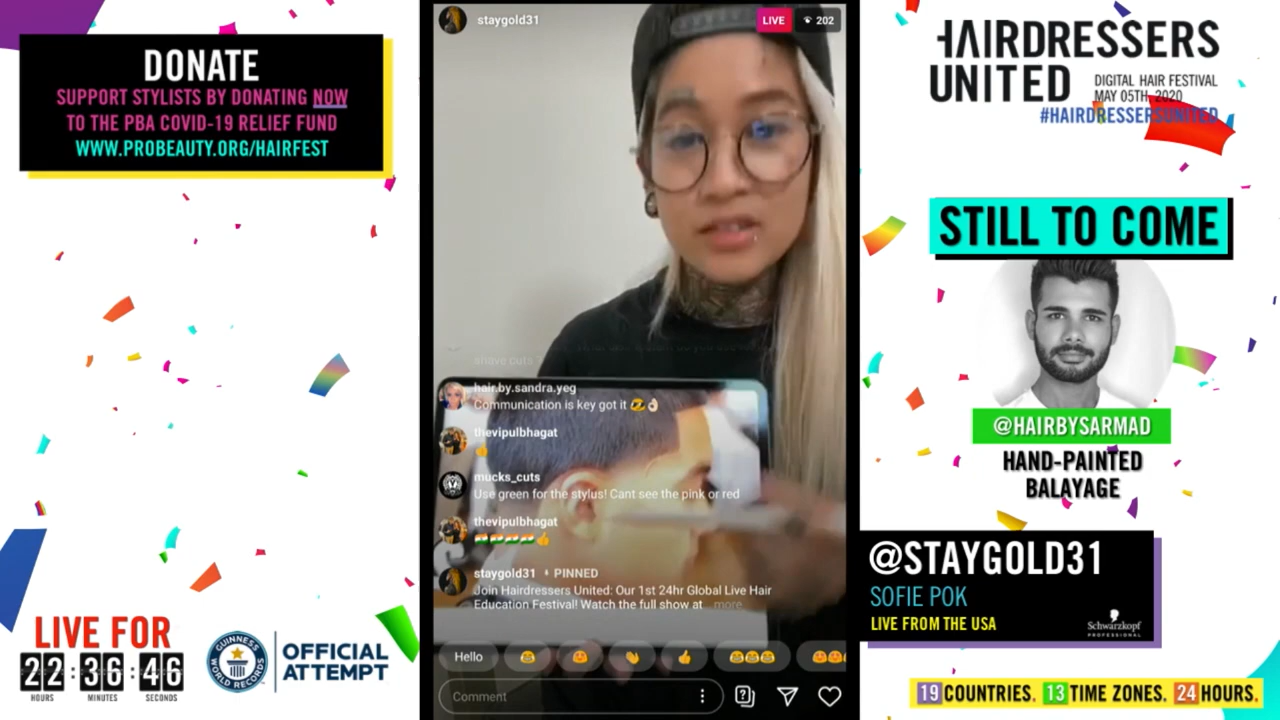 DONATE
SUPPORT STYLISTS BY DONATING NOW
TO THE PBA COVID-19 RELIEF FUND
WWW.PROBEAUTY.ORG/HAIRFEST
LIVE FOR
22:36:46
HOURS MINUTES SECONDS
GUINNESS WORLD RECORDS
OFFICIAL
ATTEMPT
staygold31
LIVE
202
shave cuts
hair.by.sandra.yeg
Communication is key got it
thevipulbhagat
mucks_cuts
Use green for the stylus! Cant see the pink or red
thevipulbhagat
staygold31 PINNED
Join Hairdressers United: Our 1st 24hr Global Live Hair
Education Festival! Watch the full show at ... more
Hello
Comment
HAIRDRESSERS
UNITED
DIGITAL HAIR FESTIVAL
MAY 05TH, 2020
#HAIRDRESSERSUNITED
STILL TO COME
@HAIRBYSARMAD
HAND-PAINTED
BALAYAGE
@STAYGOLD31
SOFIE POK
LIVE FROM THE USA
Schwarzkopf
PROFESSIONAL
19 COUNTRIES. 13 TIME ZONES. 24 HOURS.